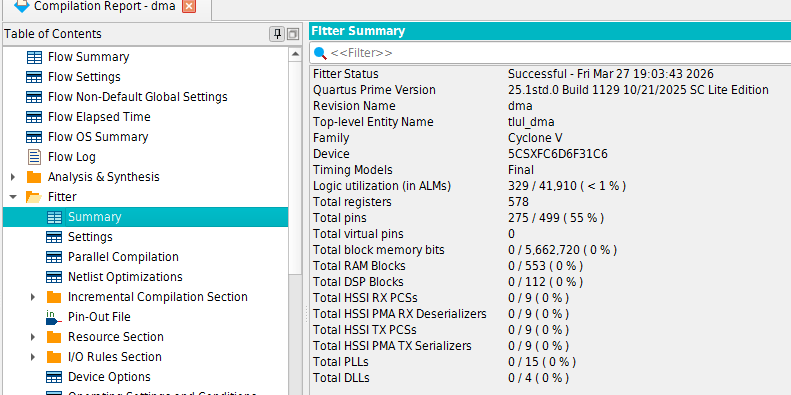 Compilation Report - dma
Table of Contents
Flow Summary
Flow Settings
Flow Non-Default Global Settings
Flow Elapsed Time
Flow OS Summary
Flow Log
Analysis & Synthesis
Fitter
Summary
Settings
Parallel Compilation
Netlist Optimizations
Incremental Compilation Section
Pin-Out File
Resource Section
I/O Rules Section
Device Options
Fitter Summary
<<Filter>>
Fitter Status Successful - Fri Mar 27 19:03:43 2026
Quartus Prime Version 25.1std.0 Build 1129 10/21/2025 SC Lite Edition
Revision Name dma
Top-level Entity Name tlul_dma
Family Cyclone V
Device 5CSXFC6D6F31C6
Timing Models Final
Logic utilization (in ALMs) 329 / 41,910 ( < 1 % )
Total registers 578
Total pins 275 / 499 ( 55 % )
Total virtual pins 0
Total block memory bits 0 / 5,662,720 ( 0 % )
Total RAM Blocks 0 / 553 ( 0 % )
Total DSP Blocks 0 / 112 ( 0 % )
Total HSSI RX PCSs 0 / 9 ( 0 % )
Total HSSI PMA RX Deserializers 0 / 9 ( 0 % )
Total HSSI TX PCSs 0 / 9 ( 0 % )
Total HSSI PMA TX Serializers 0 / 9 ( 0 % )
Total PLLs 0 / 15 ( 0 % )
Total DLLs 0 / 4 ( 0 % )